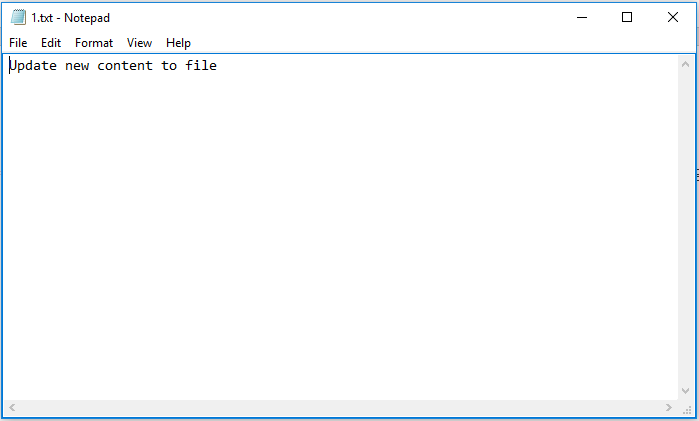 1.txt - Notepad
File Edit Format View Help
Update new content to file